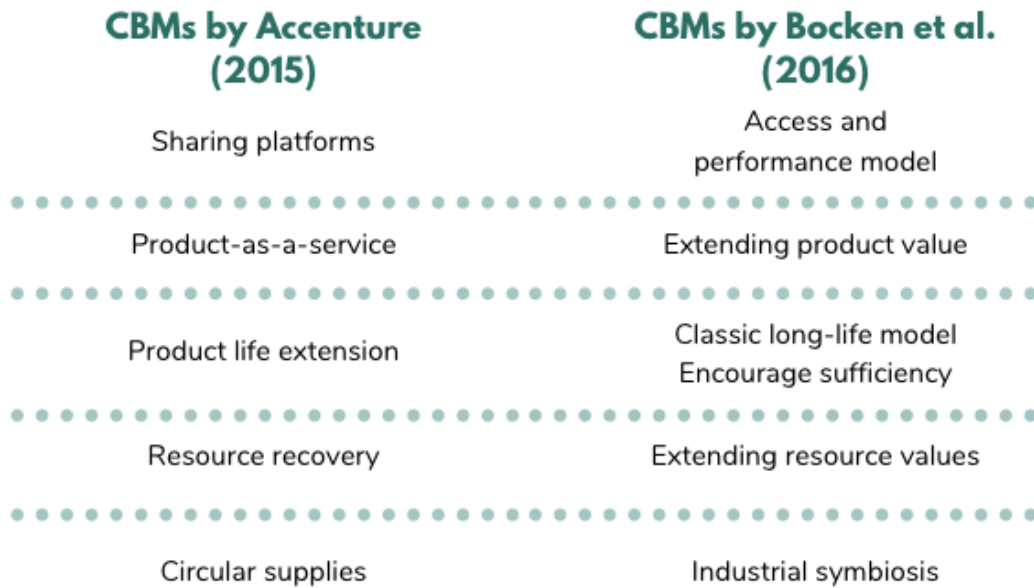 CBMs by Accenture
(2015)
CBMs by Bocken et al.
(2016)
Sharing platforms
Access and
performance model
Product-as-a-service
Extending product value
Product life extension
Classic long-life model
Encourage sufficiency
Resource recovery
Extending resource values
Circular supplies
Industrial symbiosis